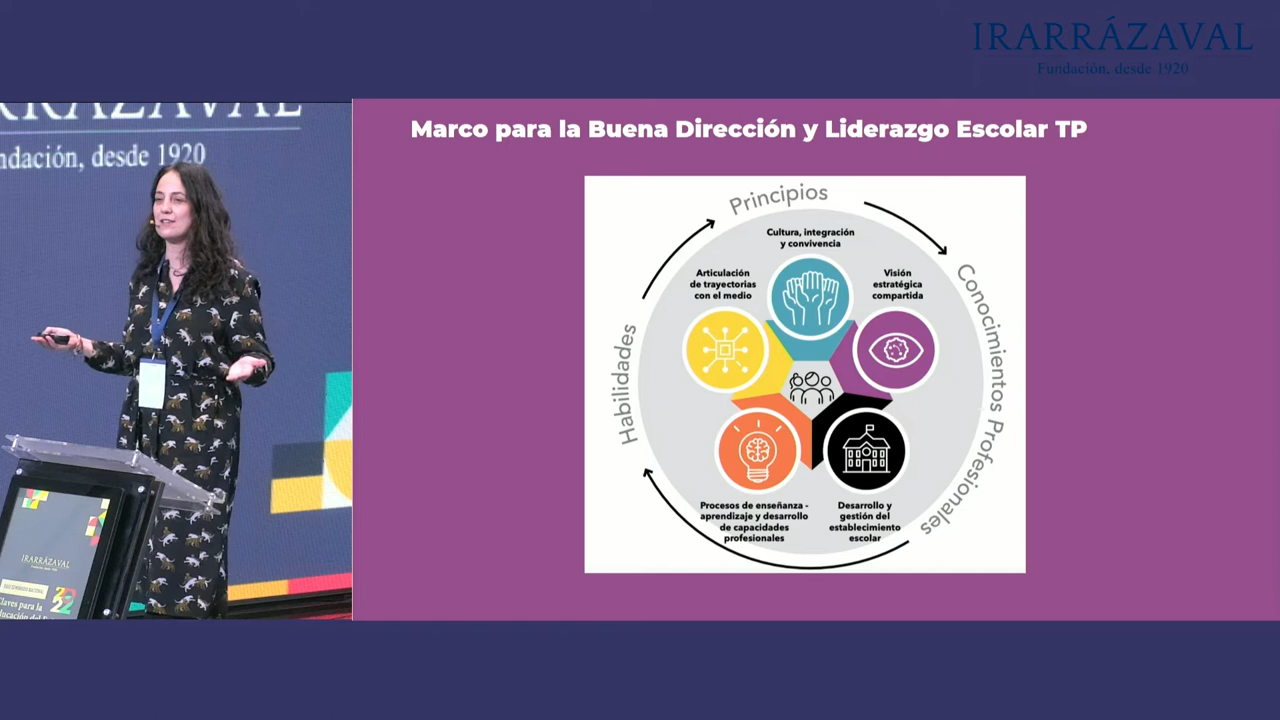 IRARRÁZAVAL
Fundación, desde 1920
RRÁZAVAL
ndación, desde 1920
Marco para la Buena Dirección y Liderazgo Escolar TP
Principios
Conocimientos Profesionales
Habilidades
Cultura, integración
y convivencia
Articulación
de trayectorias
con el medio
Visión
estratégica
compartida
Procesos de enseñanza -
aprendizaje y desarrollo
de capacidades
profesionales
Desarrollo y
gestión del
establecimiento
escolar
IRARRÁZAVAL
2022
Claves para la